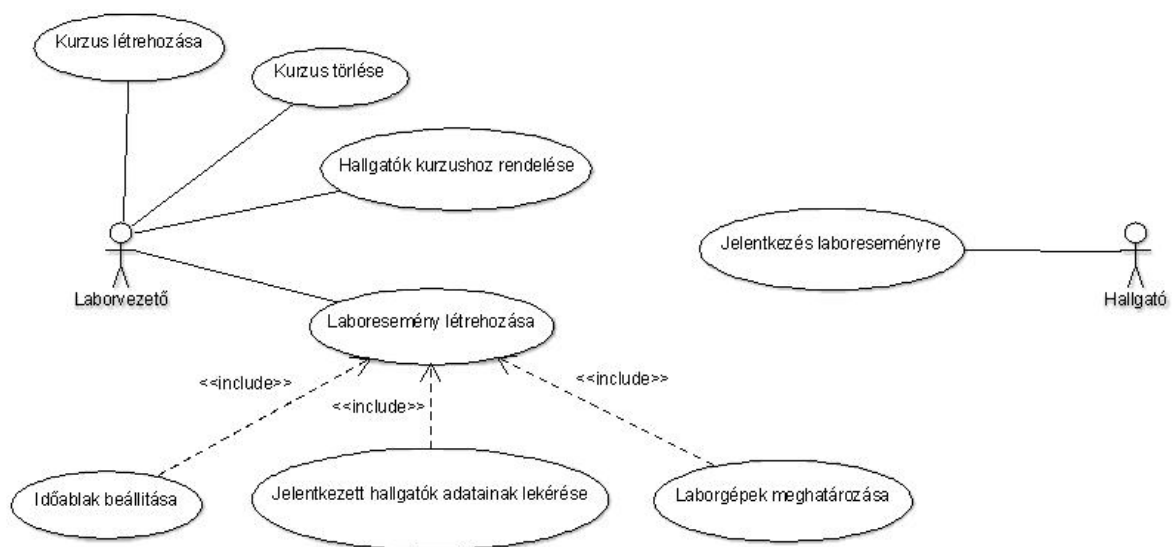 Kurzus létrehozása
Kurzus törlése
Hallgatók kurzushoz rendelése
Jelentkezés laboreseményre
Laborvezető
Hallgató
Laboresemény létrehozása
<<include>>
<<include>>
<<include>>
Időablak beállitása
Jelentkezett hallgatók adatainak lekérése
Laborgépek meghatározása